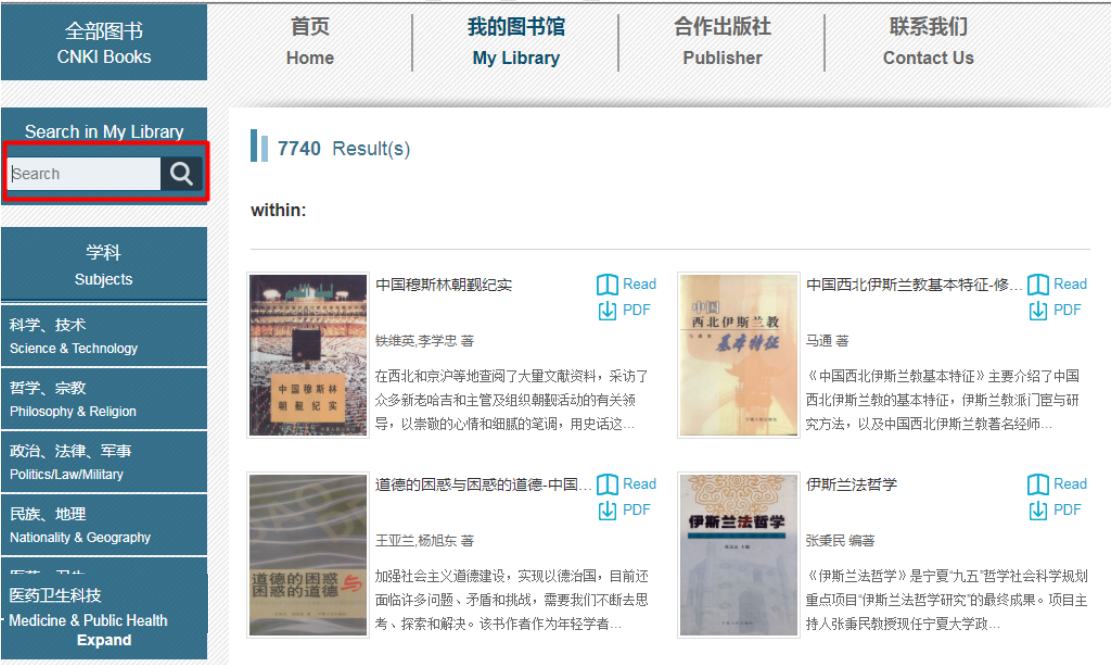 全部图书
CNKI Books
首页
Home
我的图书馆
My Library
合作出版社
Publisher
联系我们
Contact Us
Search in My Library
Search
学科
Subjects
科学、技术
Science & Technology
哲学、宗教
Philosophy & Religion
政治、法律、军事
Politics/Law/Military
民族、地理
Nationality & Geography
医药卫生科技
Medicine & Public Health
Expand
7740 Result(s)
within:
中国穆斯林
朝觐纪实
中国穆斯林朝觐纪实
Read
PDF
铁维英,李学忠 著
在西北和京沪等地查阅了大量文献资料，采访了
众多新老哈吉和主管及组织朝觐活动的有关领
导，以崇敬的心情和细腻的笔调，用史话这...
中国
西北伊斯兰教
基本特征
中国西北伊斯兰教基本特征-修...
Read
PDF
马通 著
《中国西北伊斯兰教基本特征》主要介绍了中国
西北伊斯兰教的基本特征，伊斯兰教派门宦与研
究方法，以及中国西北伊斯兰教著名经师...
道德的困惑与
困惑的道德
道德的困惑与困惑的道德-中国...
Read
PDF
王亚兰,杨旭东 著
加强社会主义道德建设，实现以德治国，目前还
面临许多问题、矛盾和挑战，需要我们不断去思
考、探索和解决。该书作者作为年轻学者...
伊斯兰法哲学
伊斯兰法哲学
Read
PDF
张秉民 编著
《伊斯兰法哲学》是宁夏“九五”哲学社会科学规划
重点项目“伊斯兰法哲学研究”的最终成果。项目主
持人张秉民教授现任宁夏大学政...